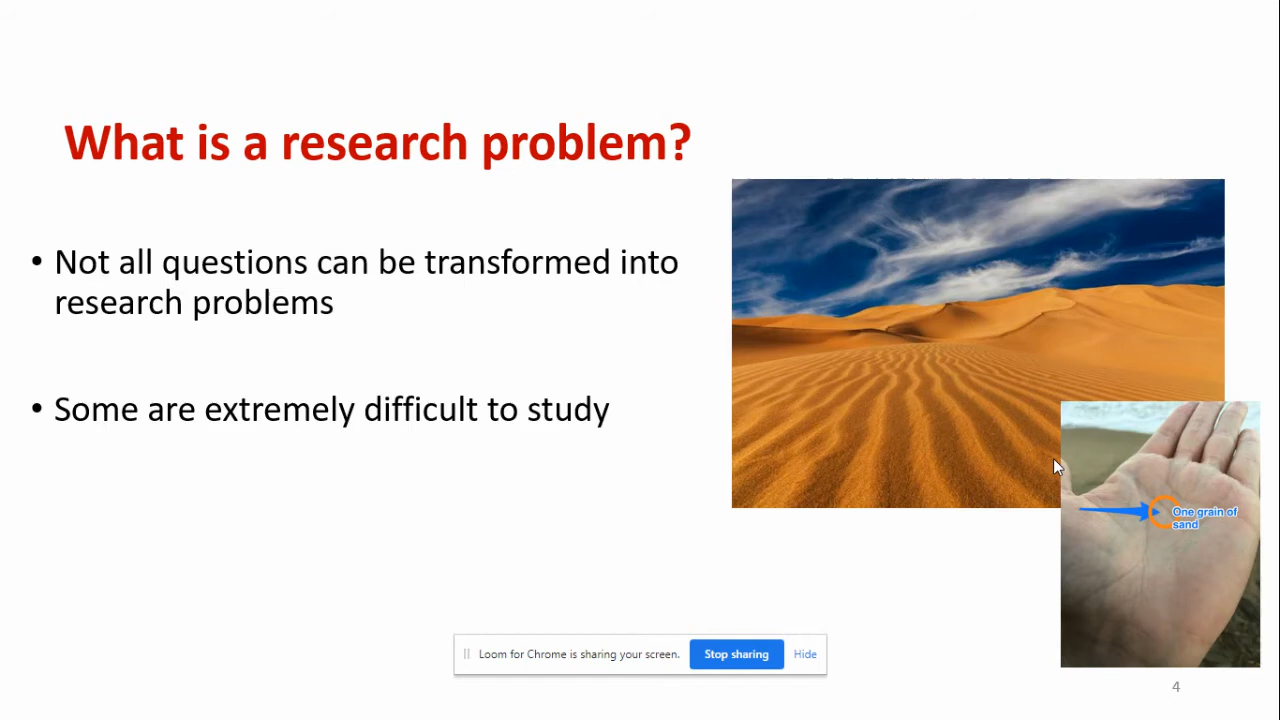 What is a research problem?
• Not all questions can be transformed into
research problems
• Some are extremely difficult to study
One grain of
sand
Loom for Chrome is sharing your screen. Stop sharing Hide
4